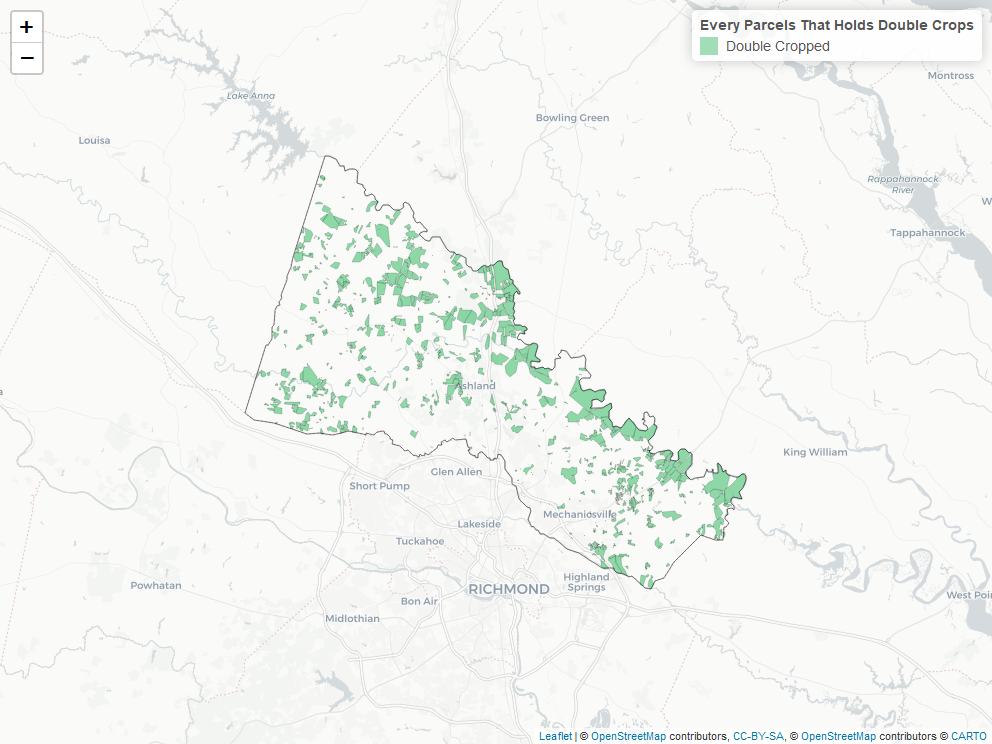 +
−
Every Parcels That Holds Double Crops
Double Cropped
Montross
Lake Anna
Bowling Green
Louisa
Rappahannock
River
Tappahannock
Ashland
King William
Glen Allen
Short Pump
Mechanicsville
Lakeside
Tuckahoe
Highland
Springs
Powhatan
RICHMOND
West Poi
Bon Air
Midlothian
Leaflet | © OpenStreetMap contributors, CC-BY-SA, © OpenStreetMap contributors © CARTO